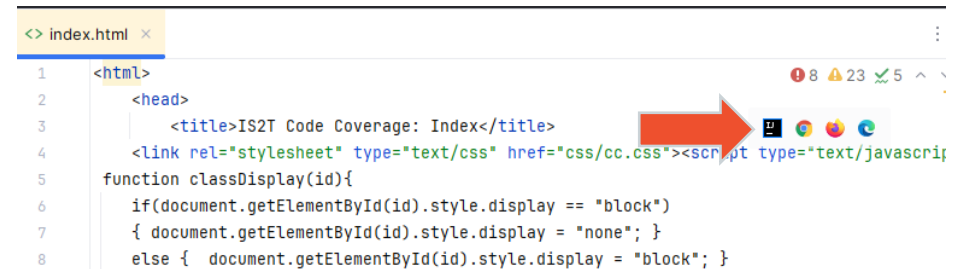 <> index.html ×
8 23 5
1 <html>
2 <head>
3 <title>IS2T Code Coverage: Index</title>
4 <link rel="stylesheet" type="text/css" href="css/cc.css"><script type="text/javascrip
5 function classDisplay(id){
6 if(document.getElementById(id).style.display == "block")
7 { document.getElementById(id).style.display = "none"; }
8 else { document.getElementById(id).style.display = "block"; }